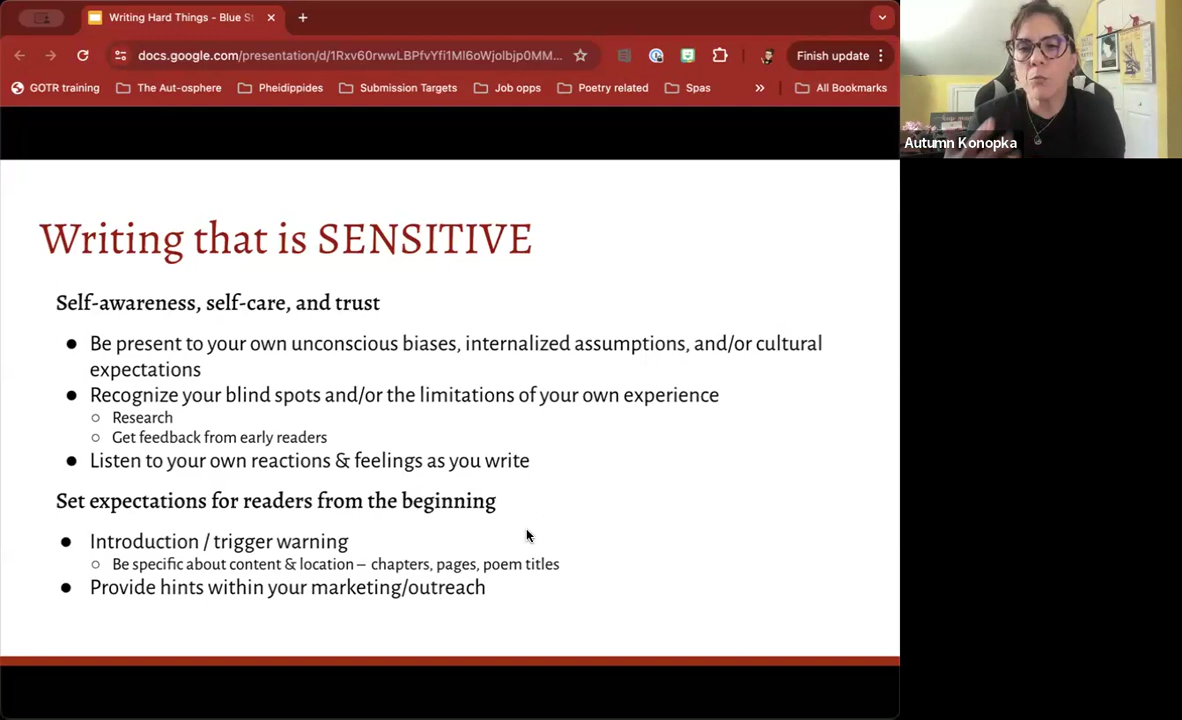 Writing Hard Things - Blue St
docs.google.com/presentation/d/1Rxv60rwwLBPfvYfi1Ml6oWjolbjp0MM...
Finish update
GOTR training
The Aut-osphere
Pheidippides
Submission Targets
Job opps
Poetry related
Spas
»
All Bookmarks
Autumn Konopka
Writing that is SENSITIVE
Self-awareness, self-care, and trust
● Be present to your own unconscious biases, internalized assumptions, and/or cultural
expectations
● Recognize your blind spots and/or the limitations of your own experience
○ Research
○ Get feedback from early readers
● Listen to your own reactions & feelings as you write
Set expectations for readers from the beginning
● Introduction / trigger warning
○ Be specific about content & location – chapters, pages, poem titles
● Provide hints within your marketing/outreach